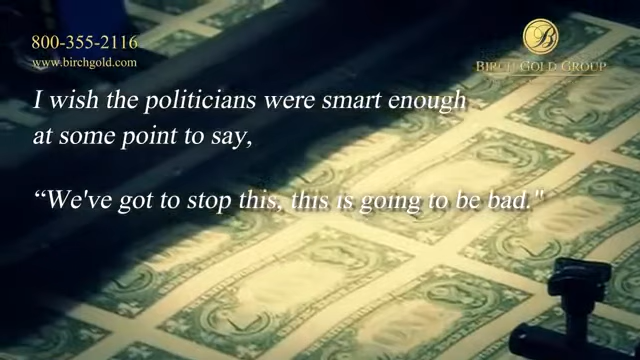 800-355-2116
www.birchgold.com
BIRCH GOLD GROUP
I wish the politicians were smart enough
at some point to say,
“We've got to stop this, this is going to be bad."